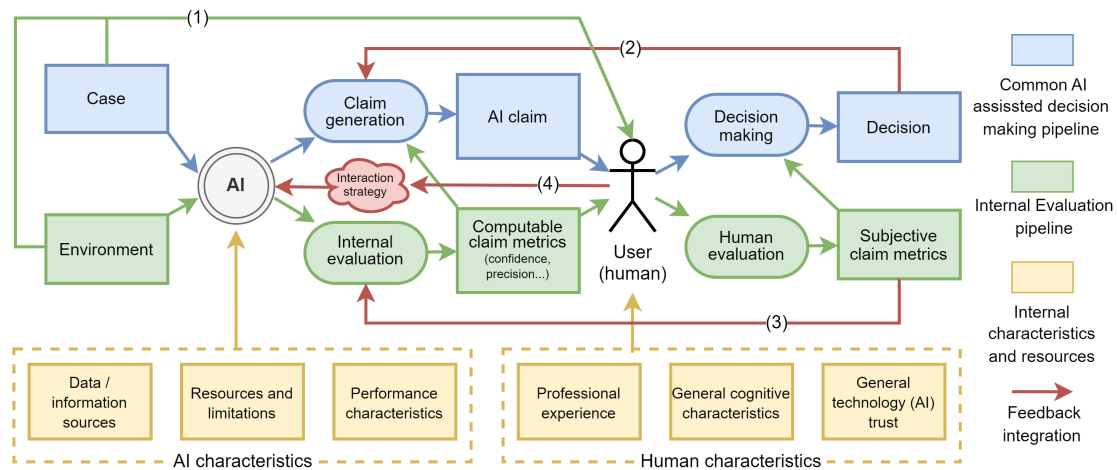 (1)
(2)
Case
Claim
generation
AI claim
Decision
making
Decision
Common AI
assissted decision
making pipeline
AI
Interaction
strategy
(4)
Environment
Internal
evaluation
Computable
claim metrics
(confidence,
precision...)
User
(human)
Human
evaluation
Subjective
claim metrics
Internal Evaluation
pipeline
(3)
Internal
characteristics
and resources
Data /
information
sources
Resources and
limitations
Performance
characteristics
AI characteristics
Professional
experience
General cognitive
characteristics
General
technology (AI)
trust
Human characteristics
Feedback
integration